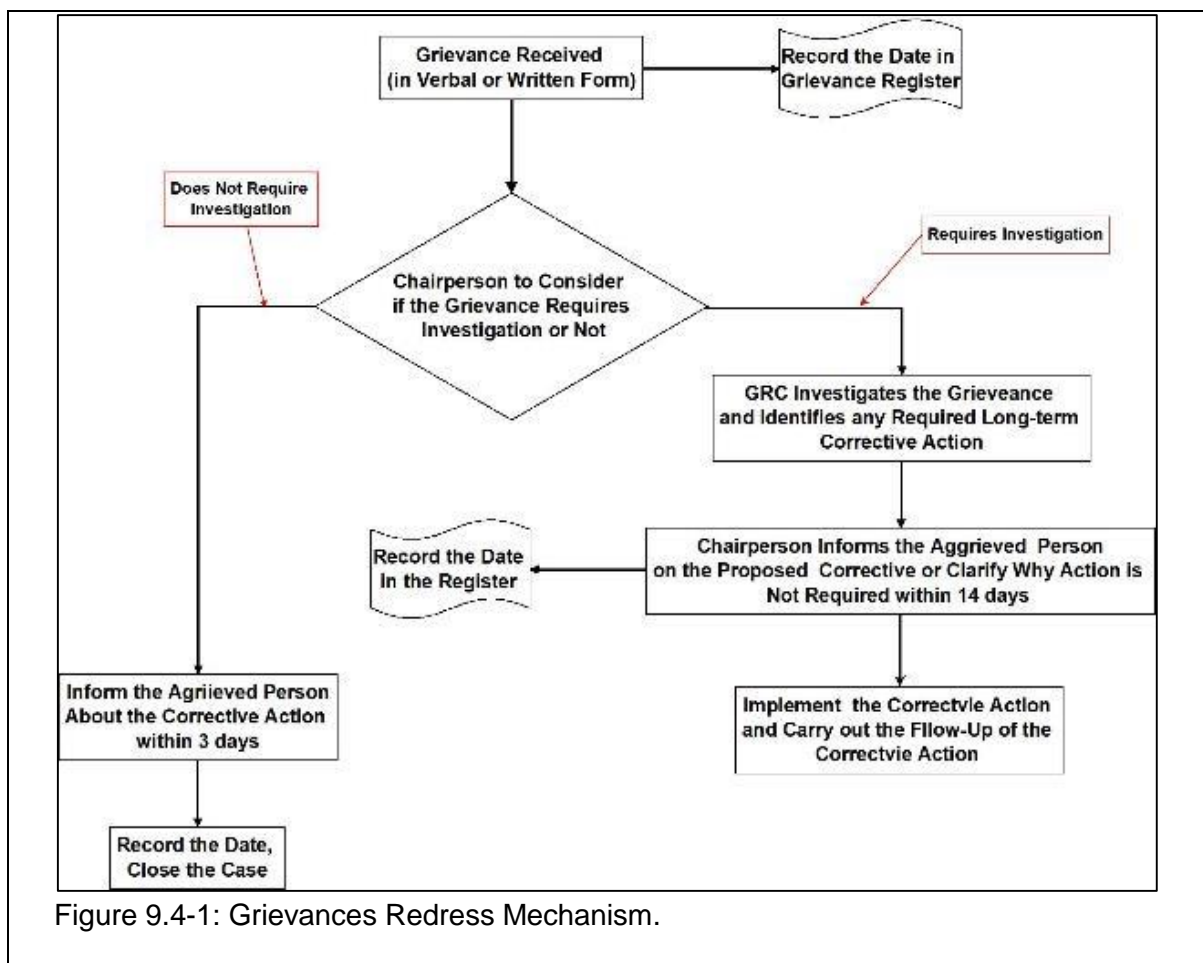 Grievance Received
(in Verbal or Written Form)
Record the Date in
Grievance Register
Does Not Require
Investigation
Requires Investigation
Chairperson to Consider
if the Grievance Requires
Investigation or Not
GRC Investigates the Grieveance
and Identifies any Required Long-term
Corrective Action
Record the Date
In the Register
Chairperson Informs the Aggrieved Person
on the Proposed Corrective or Clarify Why Action is
Not Required within 14 days
Inform the Agriieved Person
About the Corrective Action
within 3 days
Implement the Correctvie Action
and Carry out the Fllow-Up of the
Correctvie Action
Record the Date,
Close the Case
Figure 9.4-1: Grievances Redress Mechanism.